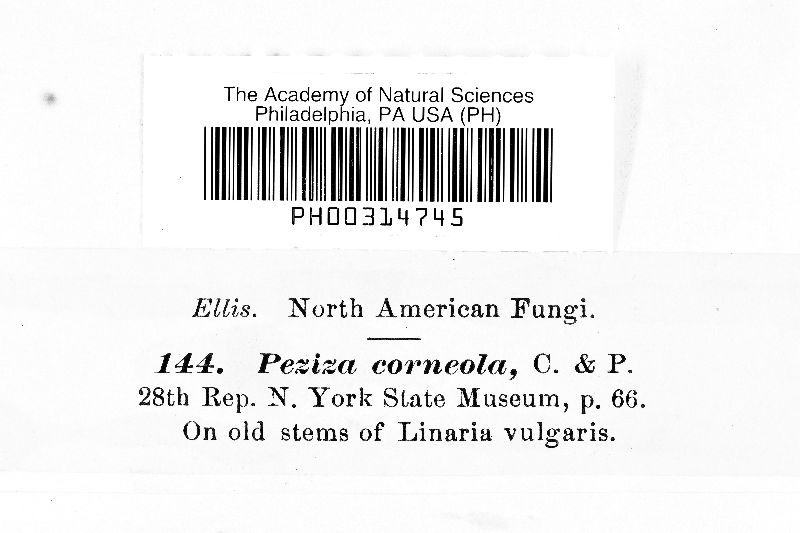 The Academy of Natural Sciences
Philadelphia, PA USA (PH)
PH00314745
Ellis. North American Fungi.
144. Peziza corneola, C. & P.
28th Rep. N. York State Museum, p. 66.
On old stems of Linaria vulgaris.